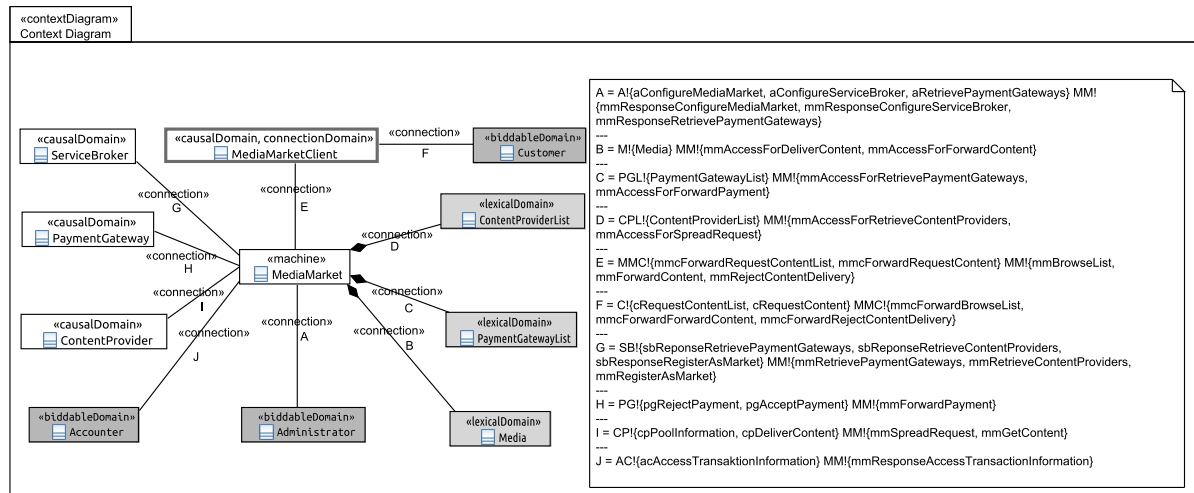 «contextDiagram»
Context Diagram
«causalDomain»
ServiceBroker
«causalDomain, connectionDomain»
MediaMarketClient
«connection»
F
«biddableDomain»
Customer
«connection»
G
«connection»
E
«lexicalDomain»
ContentProviderList
«causalDomain»
PaymentGateway
«connection»
D
«connection»
H
«machine»
MediaMarket
«connection»
I
«connection»
C
«causalDomain»
ContentProvider
«connection»
J
«connection»
A
«connection»
B
«lexicalDomain»
PaymentGatewayList
«biddableDomain»
Accounter
«biddableDomain»
Administrator
«lexicalDomain»
Media
A = A!{aConfigureMediaMarket, aConfigureServiceBroker, aRetrievePaymentGateways} MM!
{mmResponseConfigureMediaMarket, mmResponseConfigureServiceBroker,
mmResponseRetrievePaymentGateways}
---
B = M!{Media} MM!{mmAccessForDeliverContent, mmAccessForForwardContent}
---
C = PGL!{PaymentGatewayList} MM!{mmAccessForRetrievePaymentGateways,
mmAccessForForwardPayment}
---
D = CPL!{ContentProviderList} MM!{mmAccessForRetrieveContentProviders,
mmAccessForSpreadRequest}
---
E = MMC!{mmcForwardRequestContentList, mmcForwardRequestContent} MM!{mmBrowseList,
mmForwardContent, mmRejectContentDelivery}
---
F = C!{cRequestContentList, cRequestContent} MMC!{mmcForwardBrowseList,
mmcForwardForwardContent, mmcForwardRejectContentDelivery}
---
G = SB!{sbReponseRetrievePaymentGateways, sbReponseRetrieveContentProviders,
sbResponseRegisterAsMarket} MM!{mmRetrievePaymentGateways, mmRetrieveContentProviders,
mmRegisterAsMarket}
---
H = PG!{pgRejectPayment, pgAcceptPayment} MM!{mmForwardPayment}
---
I = CP!{cpPoolInformation, cpDeliverContent} MM!{mmSpreadRequest, mmGetContent}
---
J = AC!{acAccessTransaktionInformation} MM!{mmResponseAccessTransactionInformation}